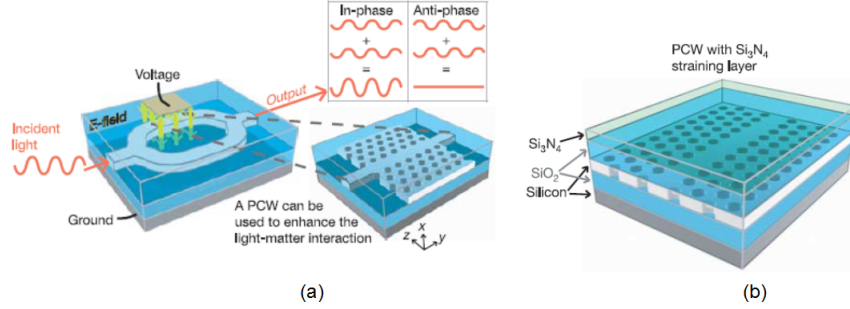 In-phase
Anti-phase
+
+
=
=
Voltage
E-field
Output
Incident
light
Ground
A PCW can be
used to enhance the
light-matter interaction
x
y
z
(a)
PCW with Si₃N₄
straining layer
Si₃N₄
SiO₂
Silicon
(b)